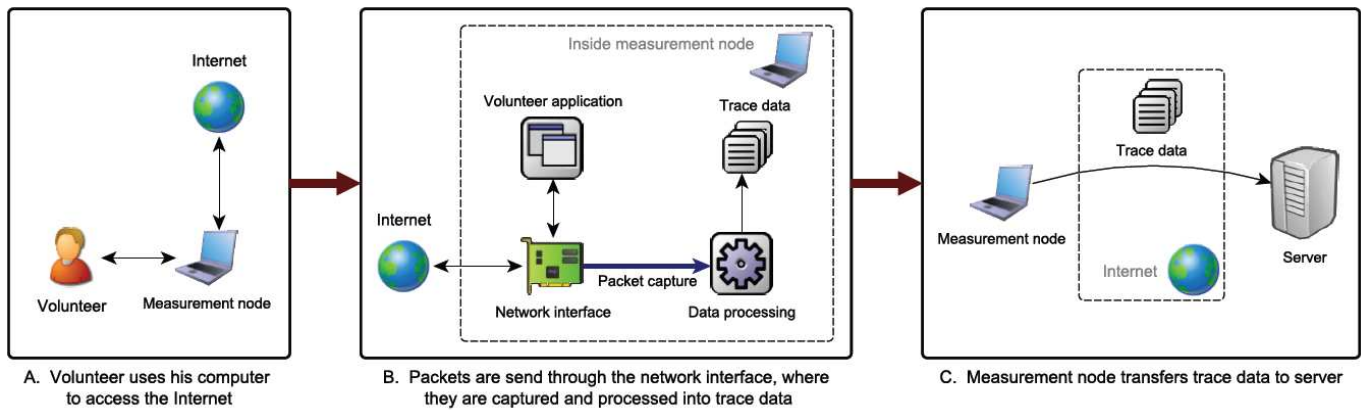 Internet
Volunteer
Measurement node
A. Volunteer uses his computer
to access the Internet
Inside measurement node
Volunteer application
Trace data
Internet
Packet capture
Network interface
Data processing
B. Packets are send through the network interface, where
they are captured and processed into trace data
Trace data
Measurement node
Internet
Server
C. Measurement node transfers trace data to server